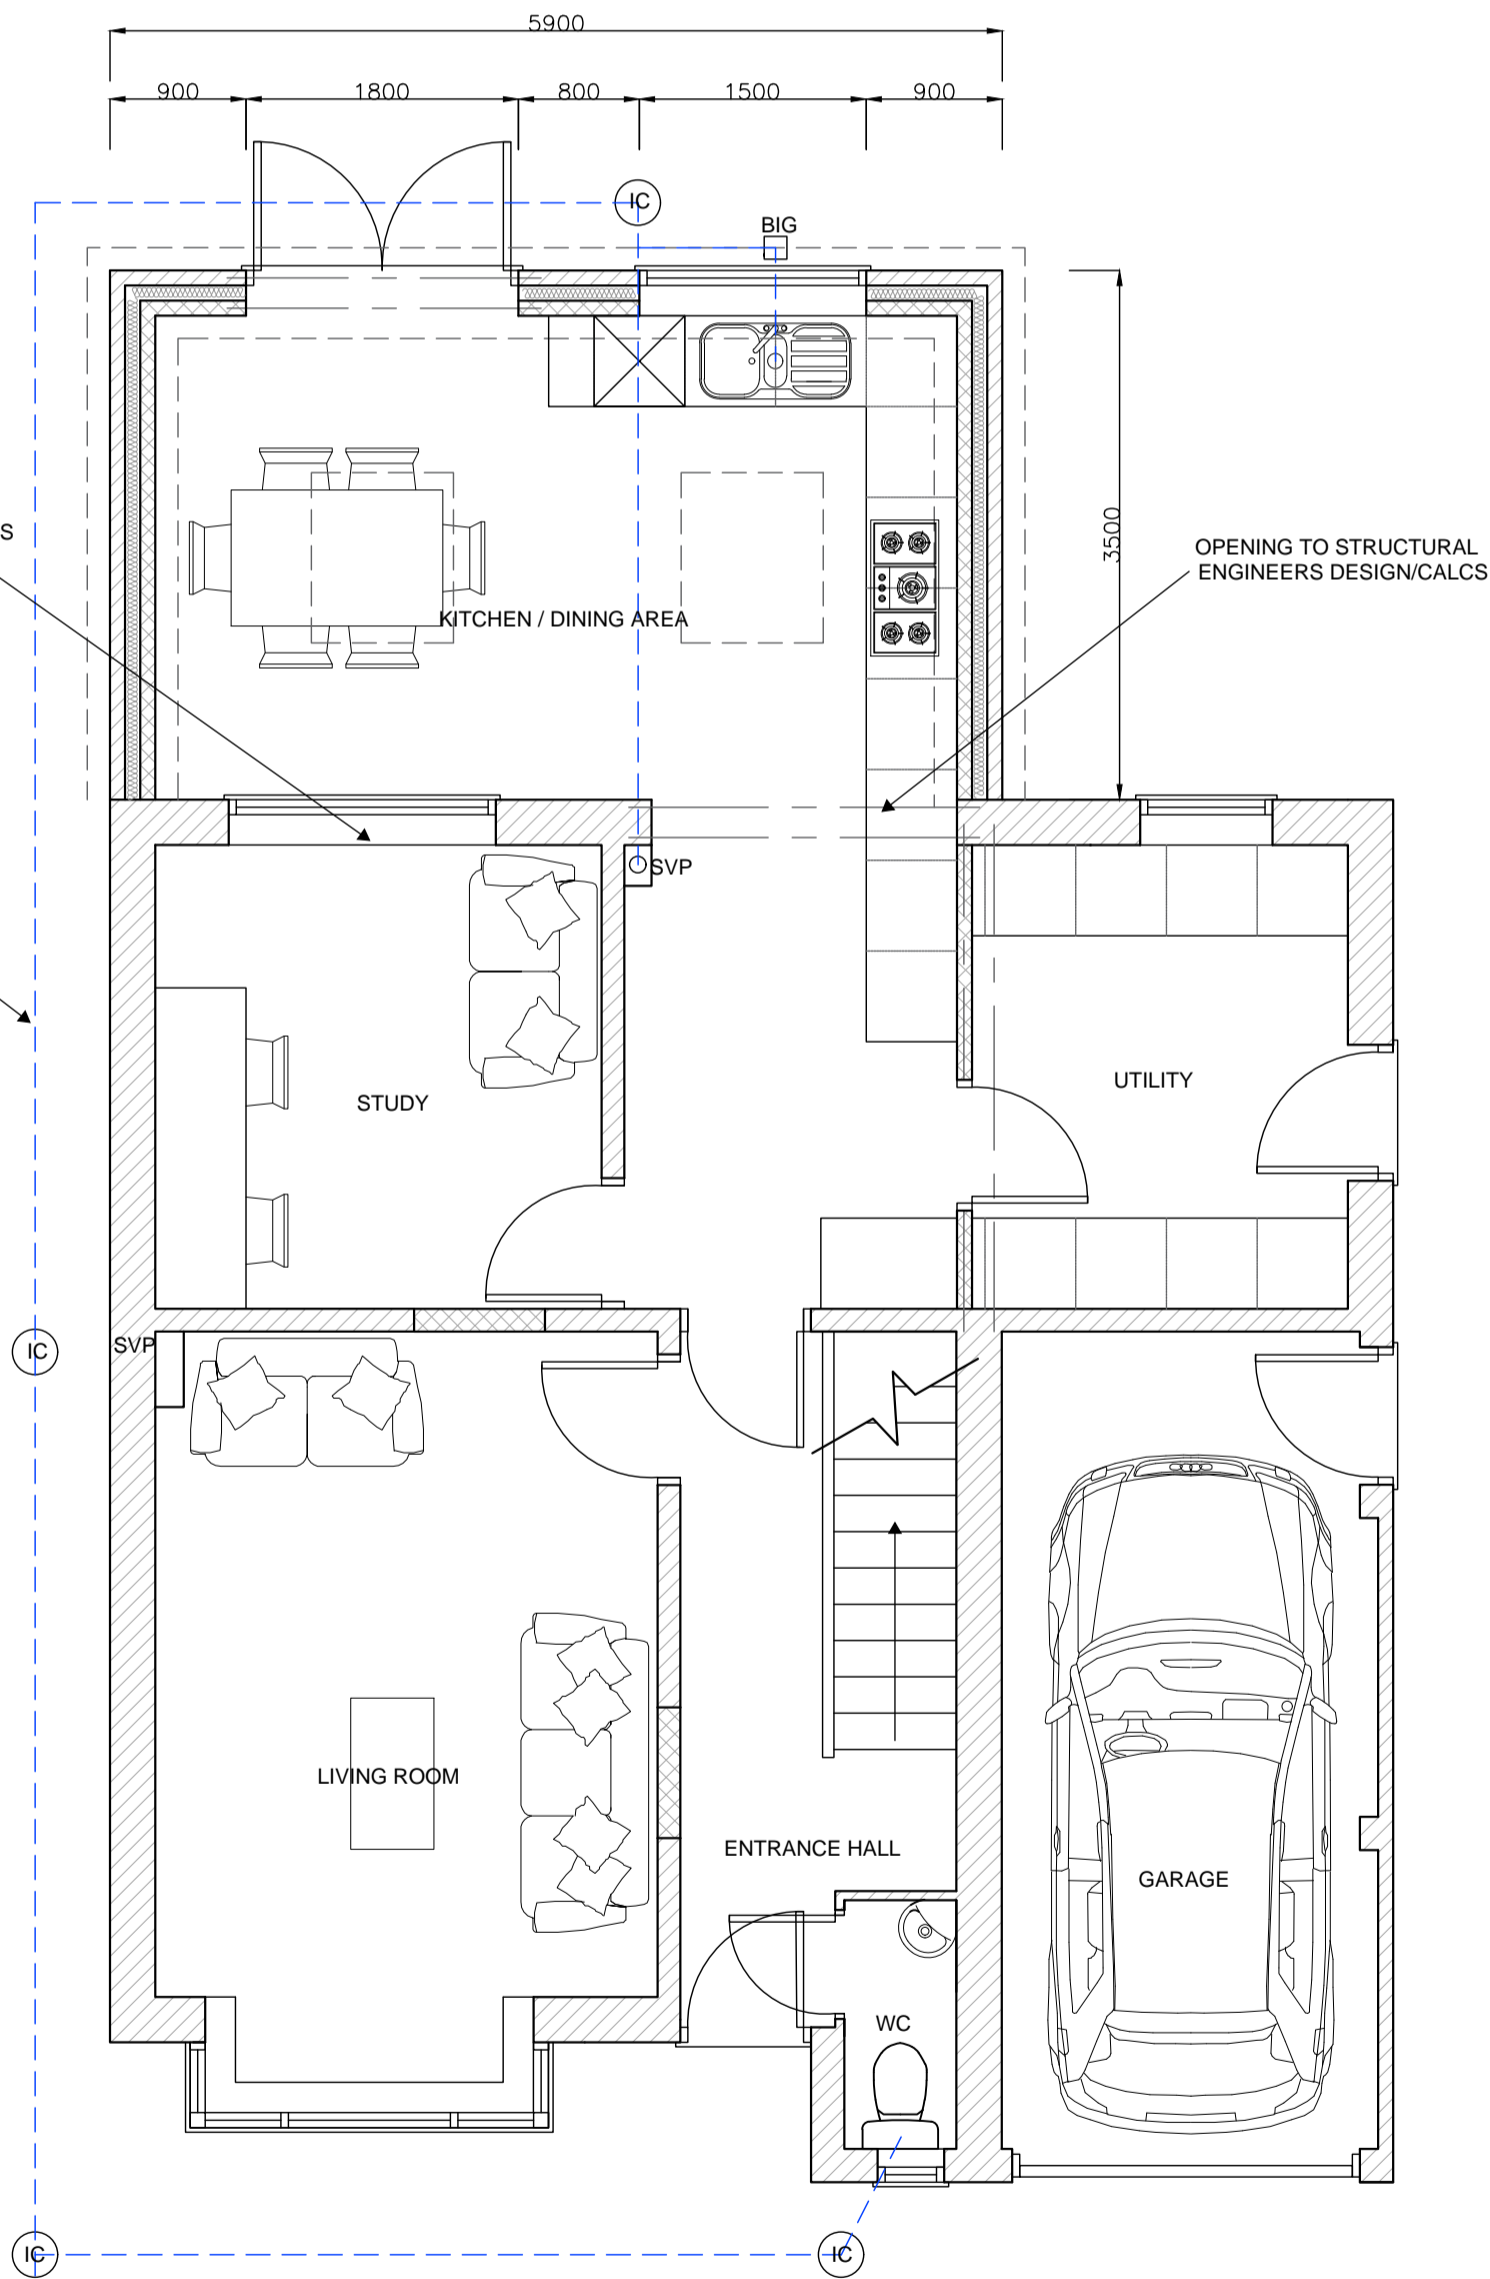 5900
900
1800
800
1500
900
IC
BIG
S
3500
OPENING TO STRUCTURAL
ENGINEERS DESIGN/CALCS
KITCHEN / DINING AREA
SVP
UTILITY
STUDY
SVP
IC
LIVING ROOM
ENTRANCE HALL
GARAGE
WC
IC
IC